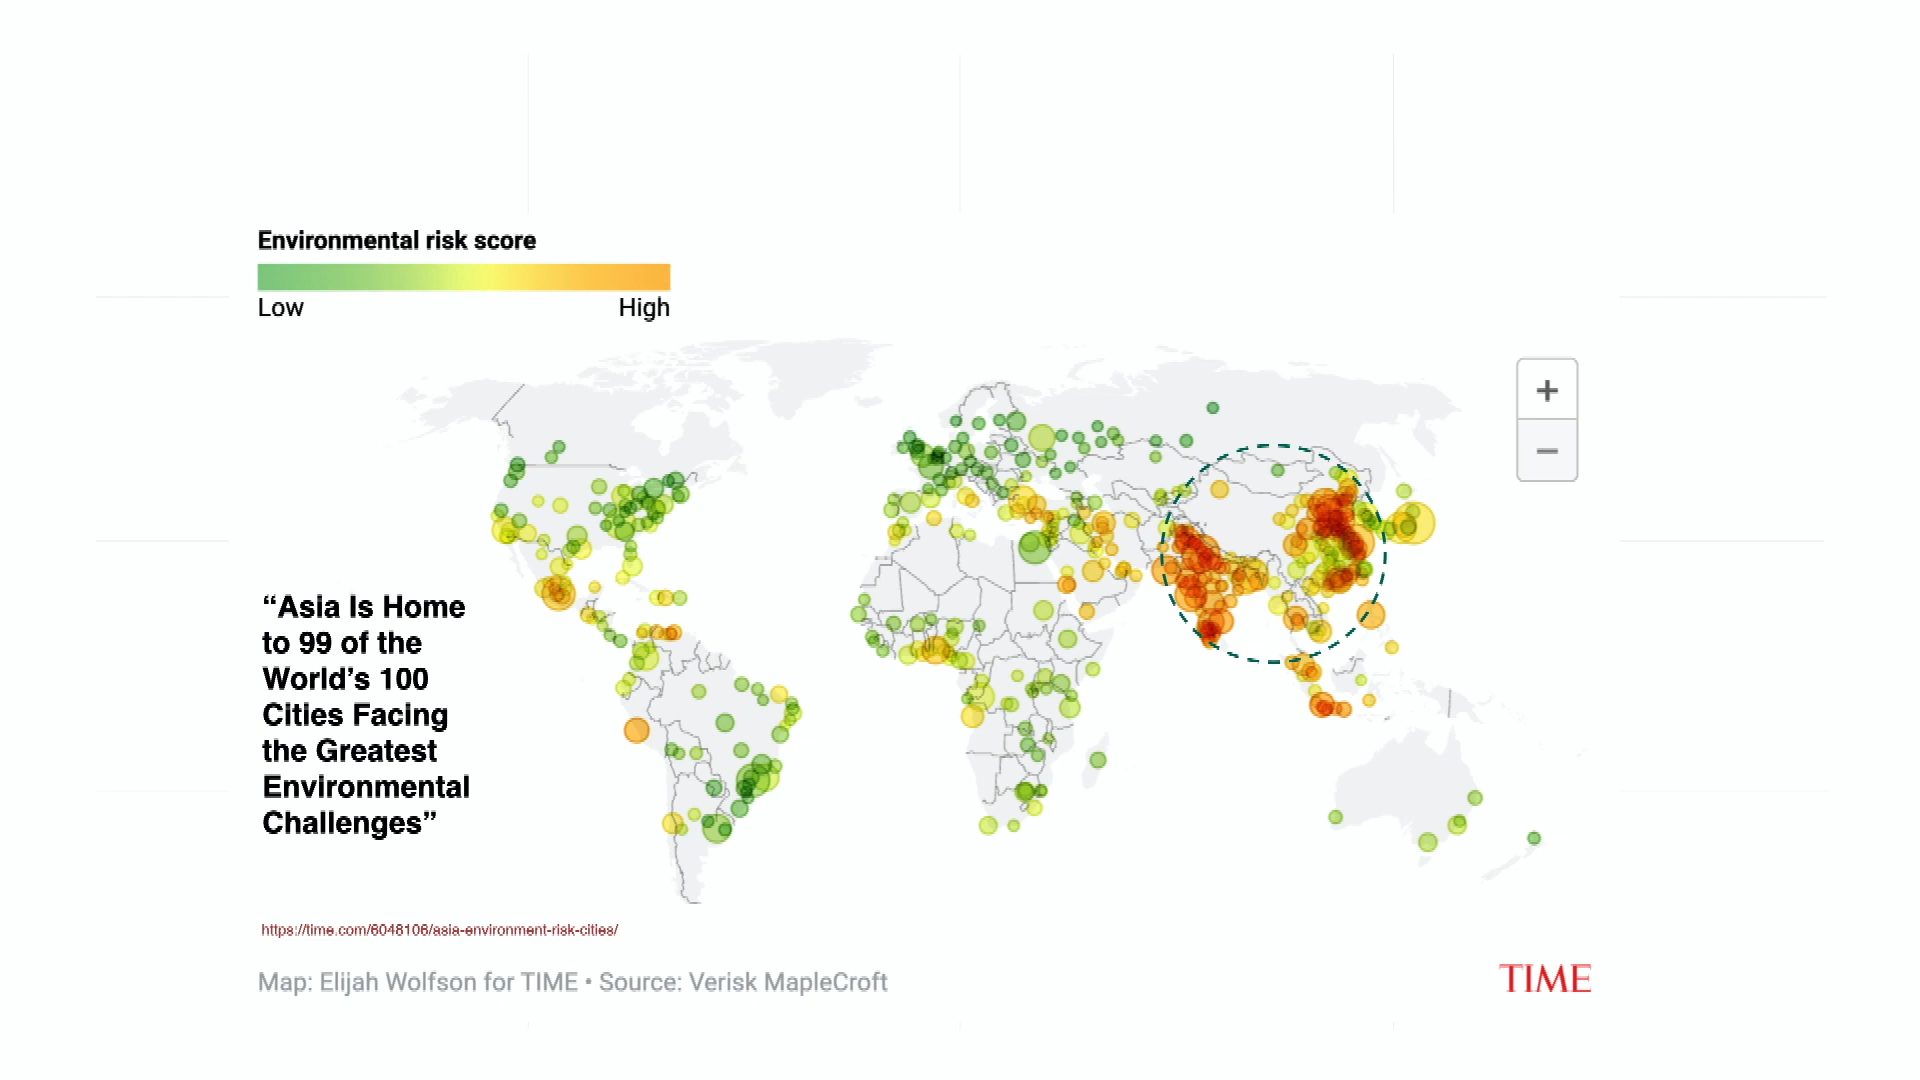 Environmental risk score
Low
High
+
−
“Asia Is Home
to 99 of the
World’s 100
Cities Facing
the Greatest
Environmental
Challenges”
https://time.com/6048106/asia-environment-risk-cities/
Map: Elijah Wolfson for TIME • Source: Verisk MapleCroft
TIME